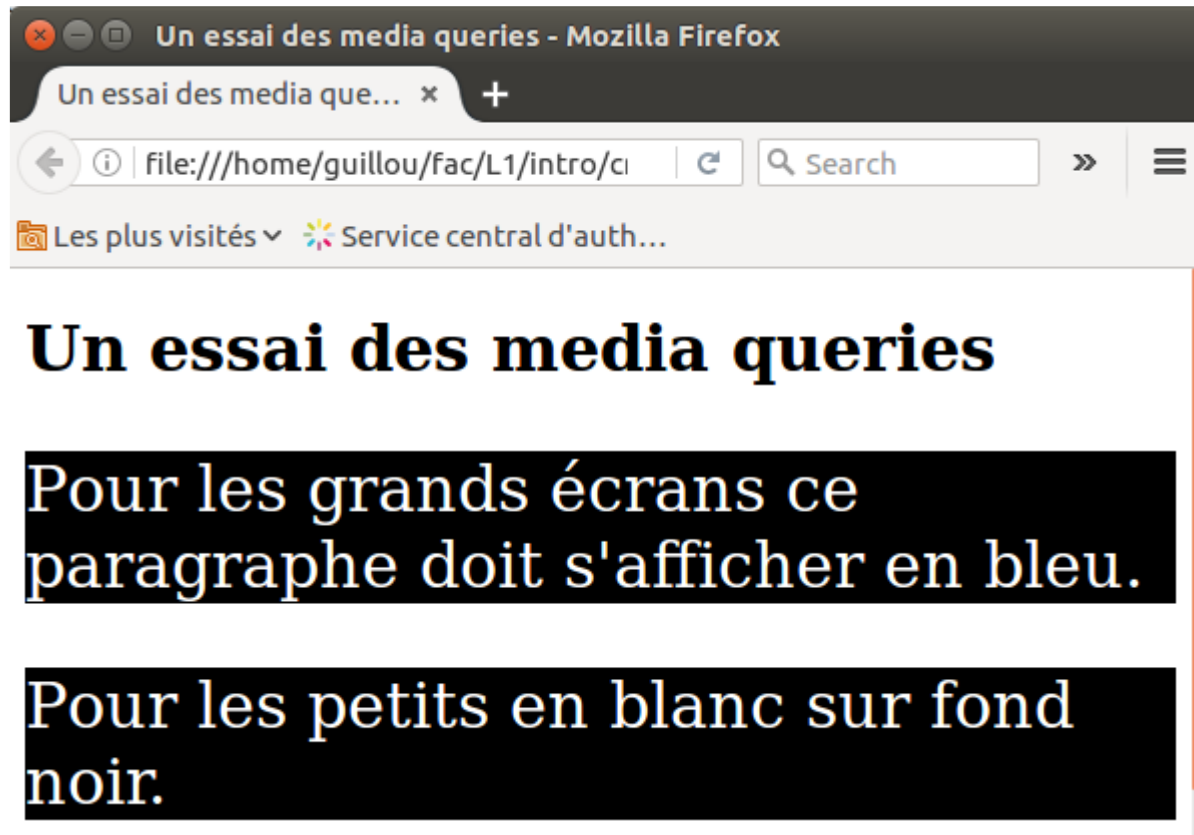 Un essai des media queries - Mozilla Firefox
Un essai des media que...
file:///home/guillou/fac/L1/intro/cr
Search
Les plus visités
Service central d'auth...
Un essai des media queries
Pour les grands écrans ce
paragraphe doit s'afficher en bleu.
Pour les petits en blanc sur fond
noir.